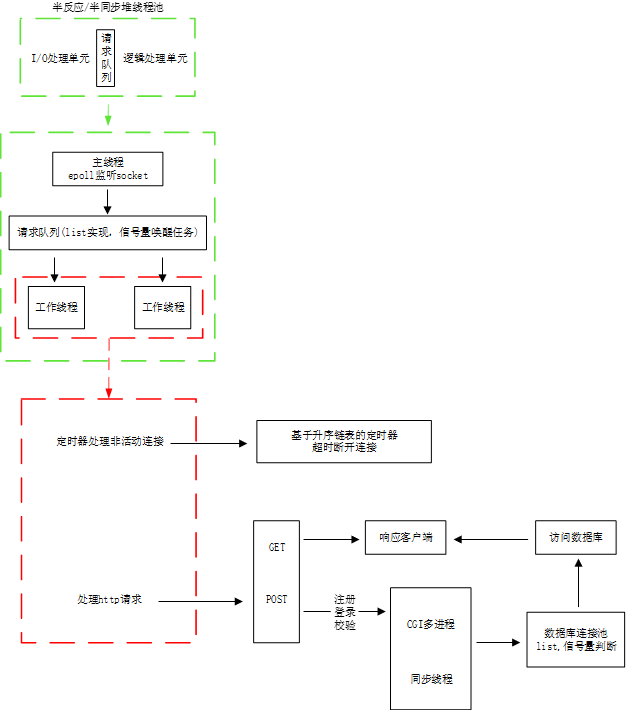 半反应/半同步堆线程池
I/O处理单元
请求队列
逻辑处理单元
主线程
epoll监听socket
请求队列(list实现，信号量唤醒任务)
工作线程
工作线程
定时器处理非活动连接
基于升序链表的定时器
超时断开连接
处理http请求
GET
POST
响应客户端
访问数据库
注册
登录
校验
CGI多进程
同步线程
数据库连接池
list,信号量判断